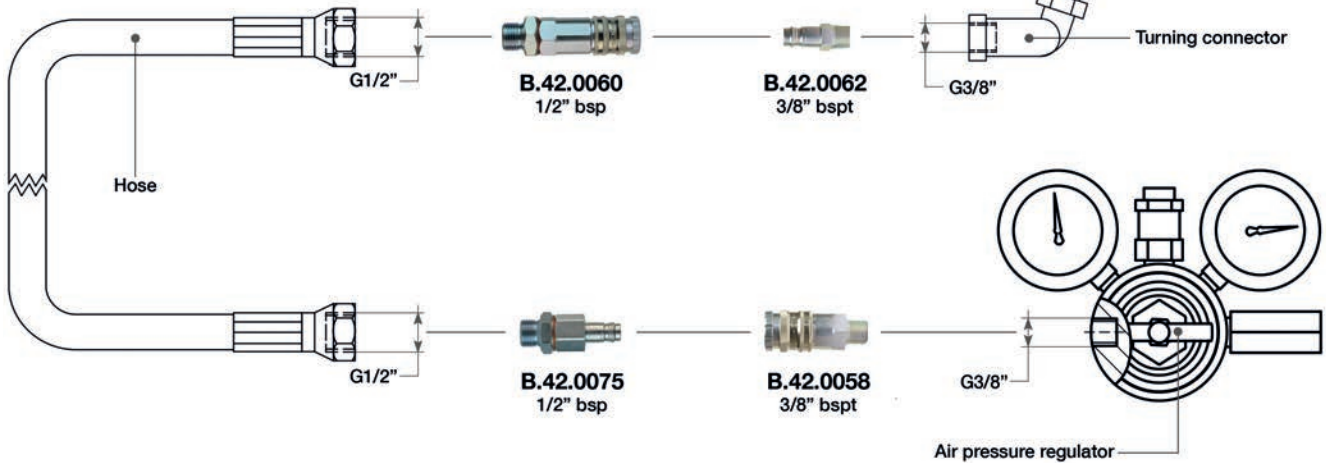 Turning connector
G1/2”
B.42.0060
1/2” bsp
B.42.0062
3/8” bspt
G3/8”
Hose
G1/2”
B.42.0075
1/2” bsp
B.42.0058
3/8” bspt
G3/8”
Air pressure regulator